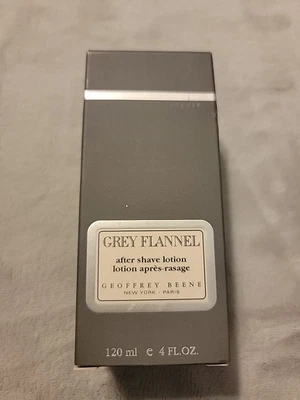 GREY FLANNEL
after shave lotion
lotion après-rasage
GEOFFREY BEENE
NEW YORK - PARIS
120 ml ℮ 4 FL.OZ.